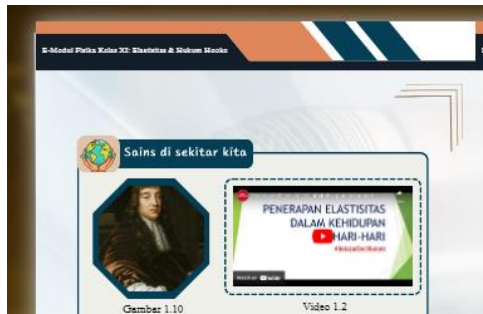 E-Modul Fisika Kelas XI: Elastisitas & Hukum Hooke
Sains di sekitar kita
PENERAPAN ELASTISITAS
DALAM KEHIDUPAN
HARI-HARI
Gambar 1.10
Video 1.2